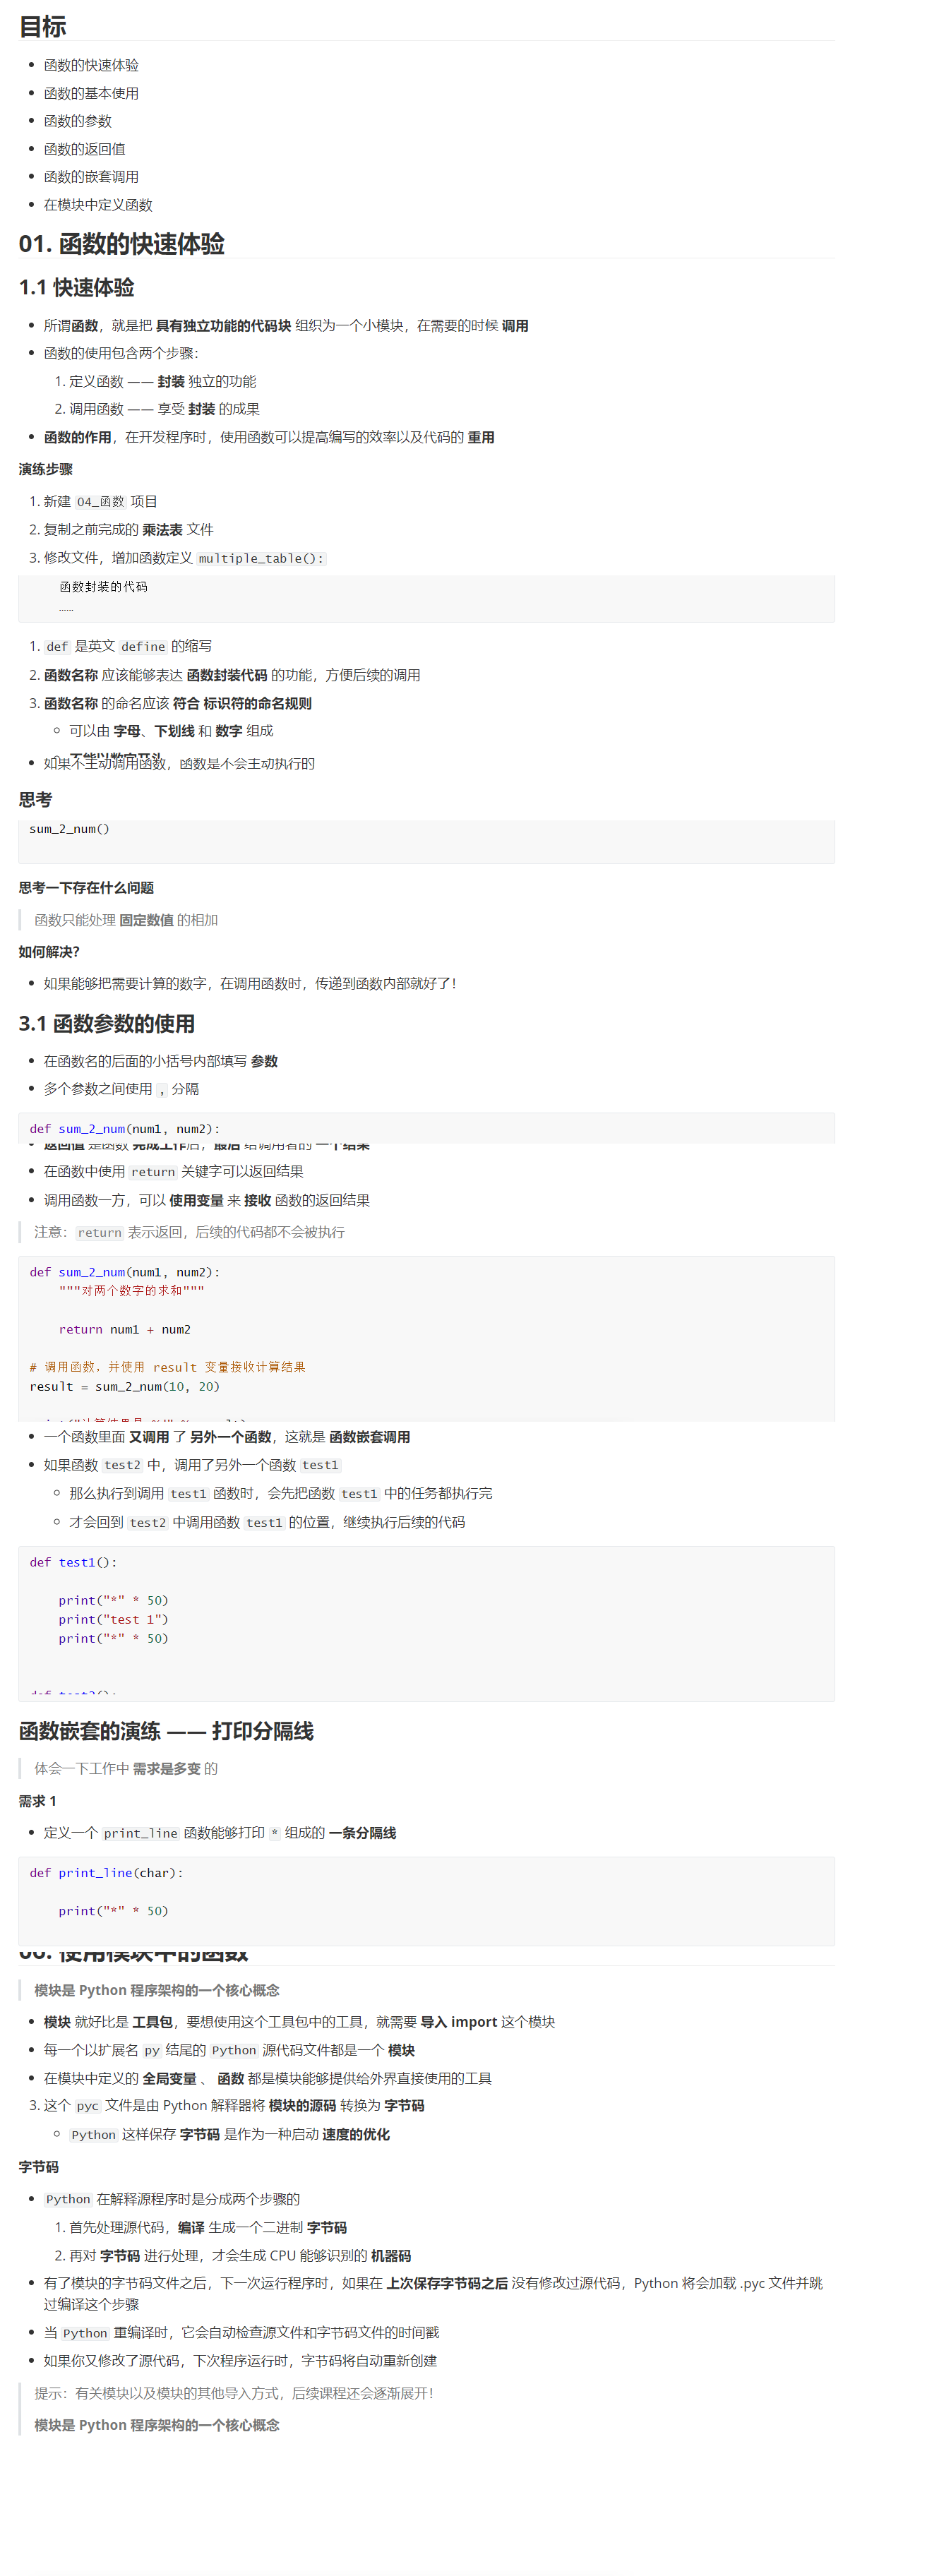 目标
函数的快速体验
函数的基本使用
函数的参数
函数的返回值
函数的嵌套调用
在模块中定义函数
01. 函数的快速体验
1.1 快速体验
所谓函数，就是把 具有独立功能的代码块 组织为一个小模块，在需要的时候 调用
函数的使用包含两个步骤：
1. 定义函数 —— 封装 独立的功能
2. 调用函数 —— 享受 封装 的成果
函数的作用，在开发程序时，使用函数可以提高编写的效率以及代码的 重用
演练步骤
1. 新建 04_函数 项目
2. 复制之前完成的 乘法表 文件
3. 修改文件，增加函数定义 multiple_table():
函数封装的代码
......
1. def 是英文 define 的缩写
2. 函数名称 应该能够表达 函数封装代码 的功能，方便后续的调用
3. 函数名称 的命名应该 符合 标识符的命名规则
可以由 字母、下划线 和 数字 组成
不能以数字开头
如果不主动调用函数，函数是不会主动执行的
思考
sum_2_num()
思考一下存在什么问题
函数只能处理 固定数值 的相加
如何解决？
如果能够把需要计算的数字，在调用函数时，传递到函数内部就好了！
3.1 函数参数的使用
在函数名的后面的小括号内部填写 参数
多个参数之间使用 , 分隔
def sum_2_num(num1, num2):
返回值 是函数 完成工作后，最后 给调用者的 一个结果
在函数中使用 return 关键字可以返回结果
调用函数一方，可以 使用变量 来 接收 函数的返回结果
注意：return 表示返回，后续的代码都不会被执行
def sum_2_num(num1, num2):
"""对两个数字的求和"""
return num1 + num2
# 调用函数，并使用 result 变量接收计算结果
result = sum_2_num(10, 20)
一个函数里面 又调用 了 另外一个函数，这就是 函数嵌套调用
如果函数 test2 中，调用了另外一个函数 test1
那么执行到调用 test1 函数时，会先把函数 test1 中的任务都执行完
才会回到 test2 中调用函数 test1 的位置，继续执行后续的代码
def test1():
print("*" * 50)
print("test 1")
print("*" * 50)
函数嵌套的演练 —— 打印分隔线
体会一下工作中 需求是多变 的
需求 1
定义一个 print_line 函数能够打印 * 组成的 一条分隔线
def print_line(char):
print("*" * 50)
06. 使用模块中的函数
模块是 Python 程序架构的一个核心概念
模块 就好比是 工具包，要想使用这个工具包中的工具，就需要 导入 import 这个模块
每一个以扩展名 py 结尾的 Python 源代码文件都是一个 模块
在模块中定义的 全局变量 、 函数 都是模块能够提供给外界直接使用的工具
3. 这个 pyc 文件是由 Python 解释器将 模块的源码 转换为 字节码
Python 这样保存 字节码 是作为一种启动 速度的优化
字节码
Python 在解释源程序时是分成两个步骤的
1. 首先处理源代码，编译 生成一个二进制 字节码
2. 再对 字节码 进行处理，才会生成 CPU 能够识别的 机器码
有了模块的字节码文件之后，下一次运行程序时，如果在 上次保存字节码之后 没有修改过源代码，Python 将会加载 .pyc 文件并跳
过编译这个步骤
当 Python 重编译时，它会自动检查源文件和字节码文件的时间戳
如果你又修改了源代码，下次程序运行时，字节码将自动重新创建
提示：有关模块以及模块的其他导入方式，后续课程还会逐渐展开！
模块是 Python 程序架构的一个核心概念